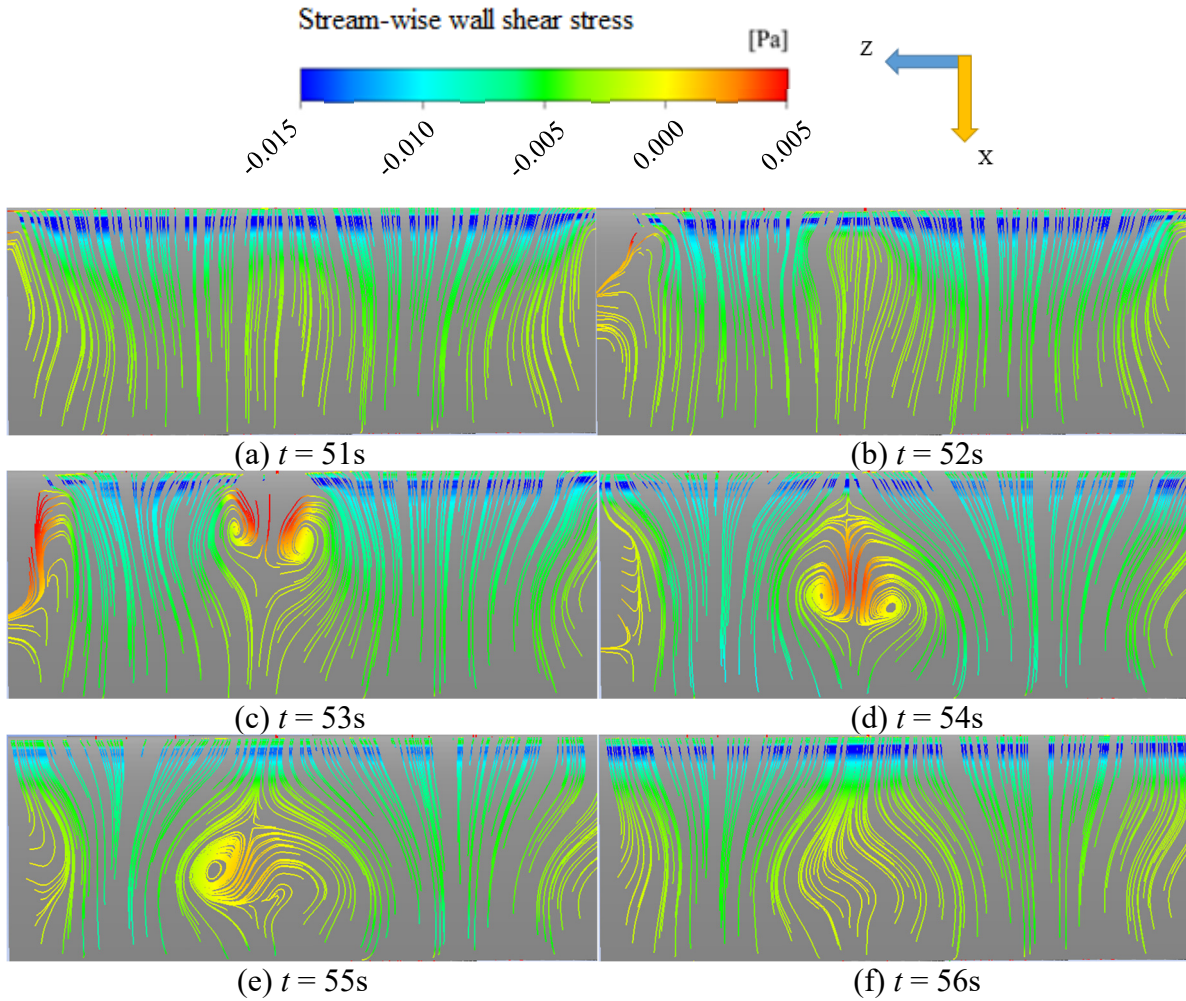 Stream-wise wall shear stress
[Pa]
-0.015 -0.010 -0.005 0.000 0.005
Z
X
(a) t = 51s
(b) t = 52s
(c) t = 53s
(d) t = 54s
(e) t = 55s
(f) t = 56s